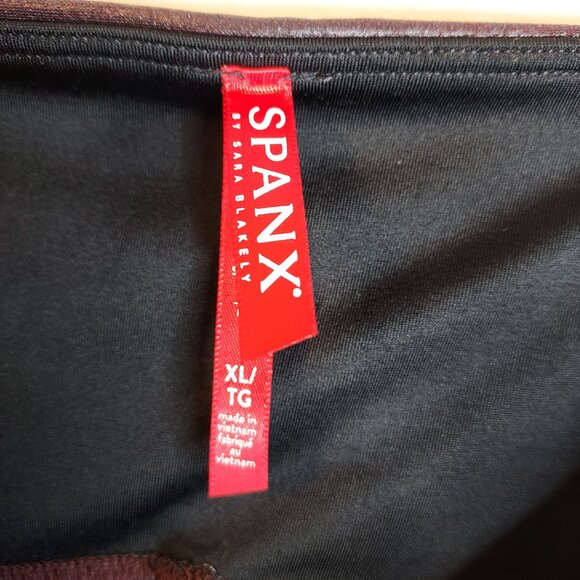 SPANX®
BY SARA BLAKELY
XL/
TG
made in
vietnam
fabriqué
au
vietnam